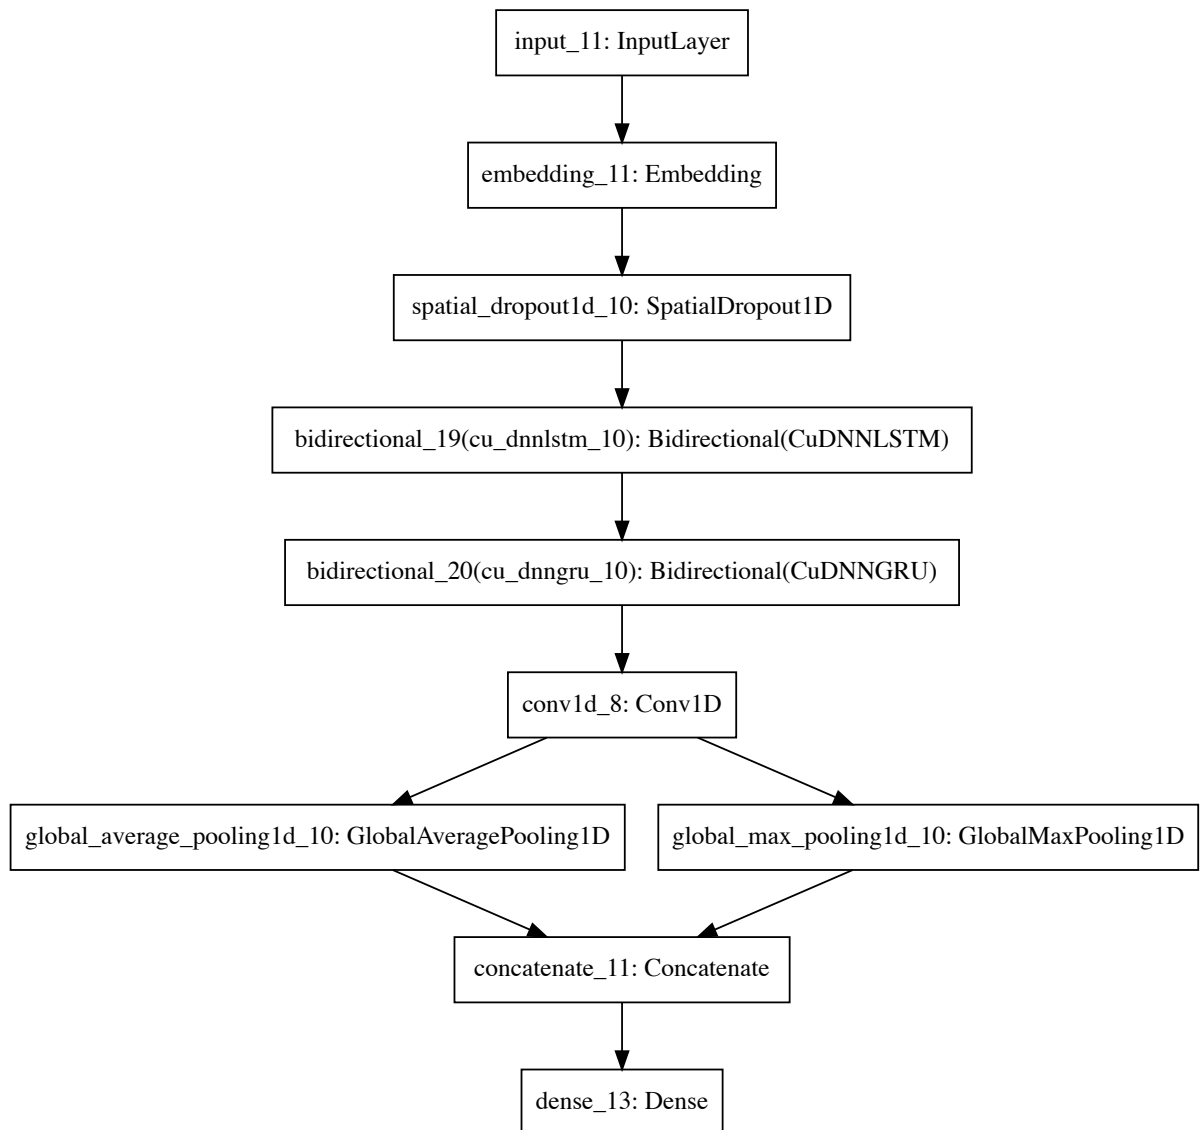 input_11: InputLayer
embedding_11: Embedding
spatial_dropout1d_10: SpatialDropout1D
bidirectional_19(cu_dnnlstm_10): Bidirectional(CuDNNLSTM)
bidirectional_20(cu_dnngru_10): Bidirectional(CuDNNGRU)
conv1d_8: Conv1D
global_average_pooling1d_10: GlobalAveragePooling1D
global_max_pooling1d_10: GlobalMaxPooling1D
concatenate_11: Concatenate
dense_13: Dense